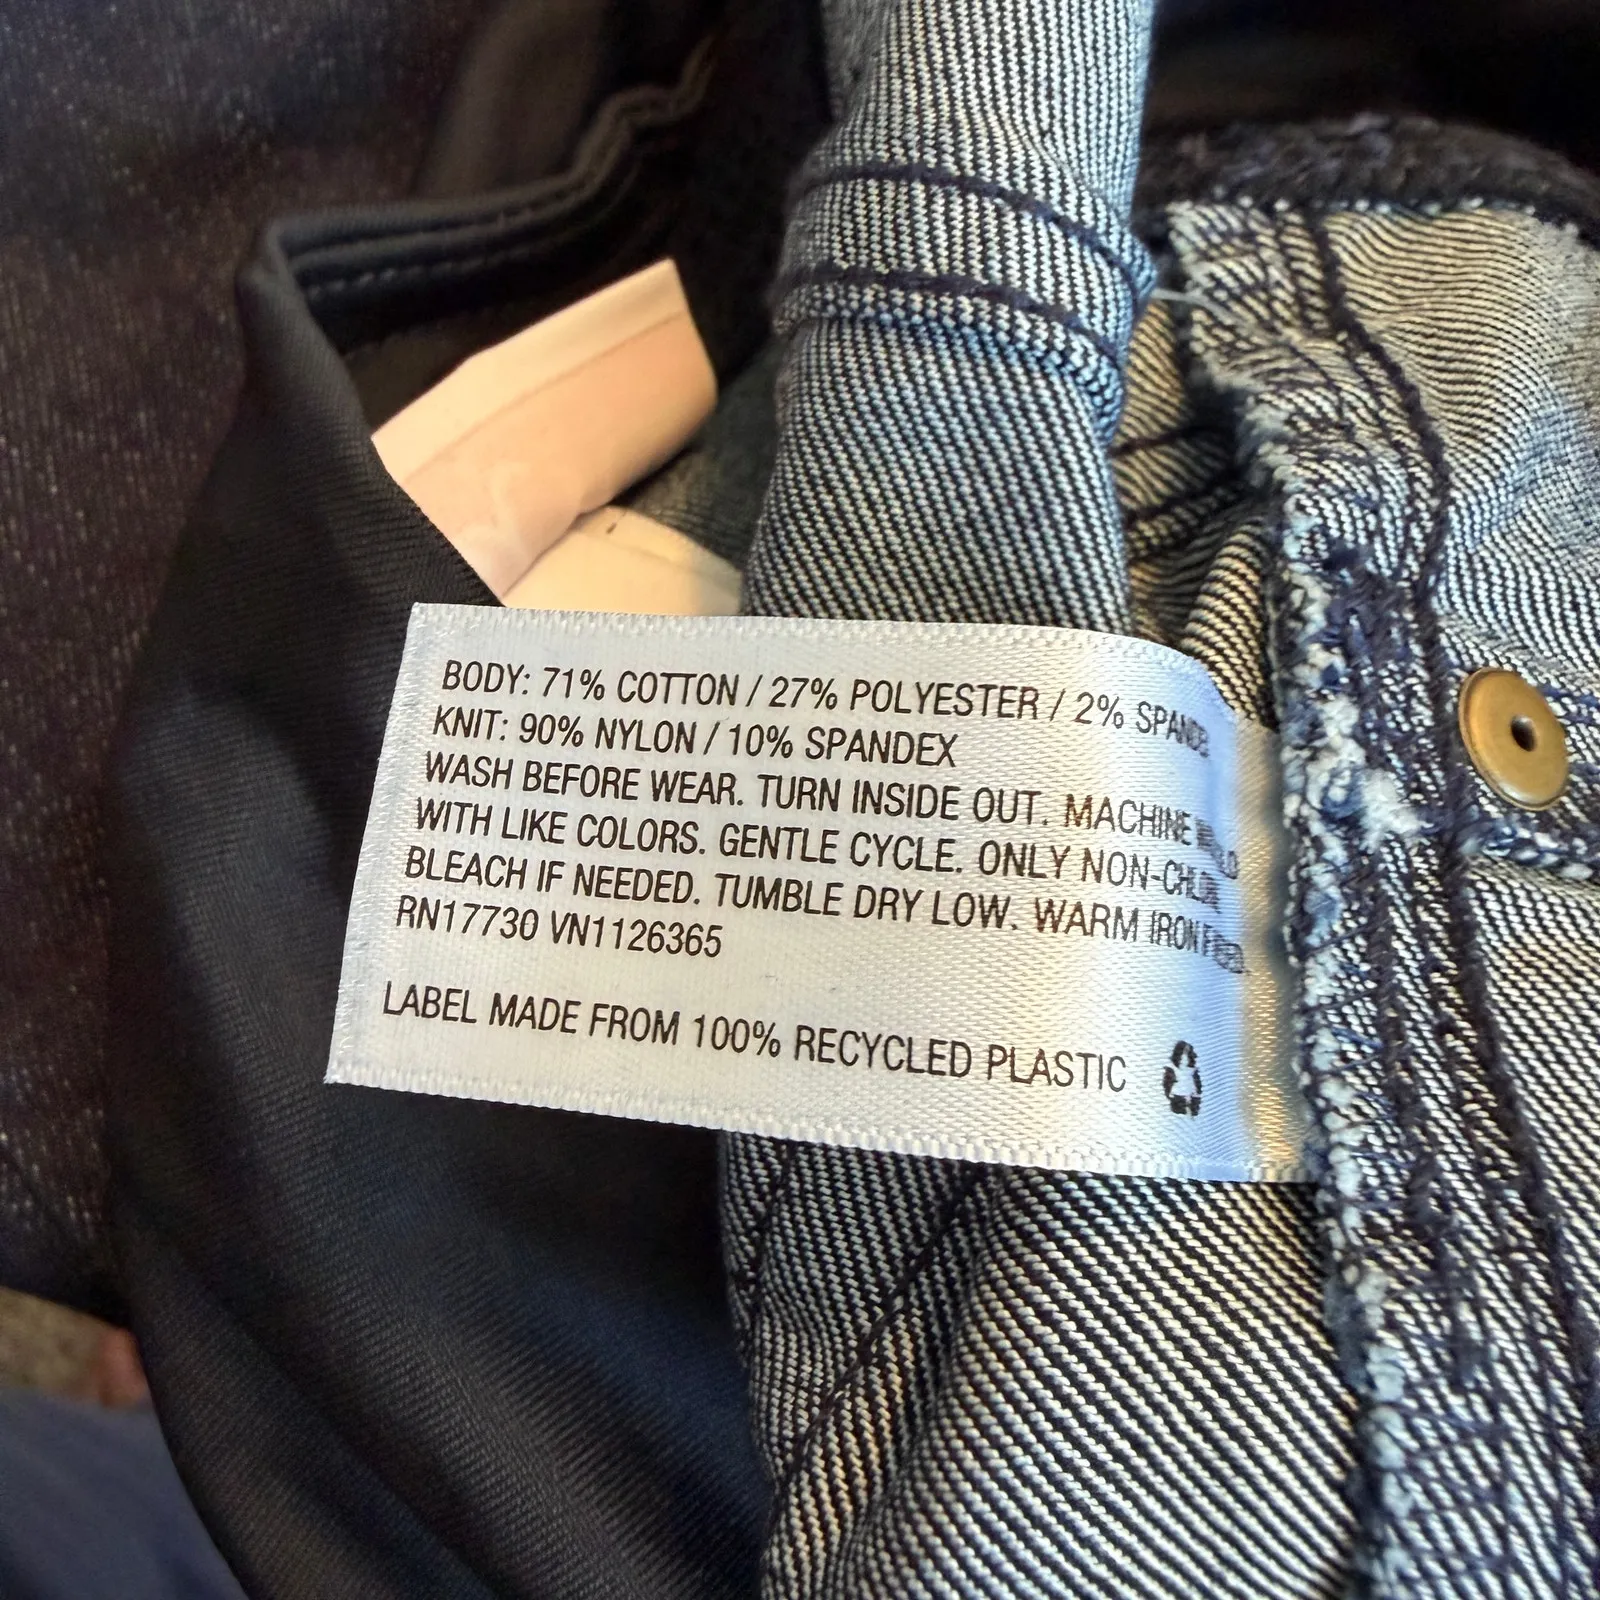 BODY: 71% COTTON / 27% POLYESTER / 2%
KNIT: 90% NYLON / 10% SPANDEX
WASH BEFORE WEAR. TURN INSIDE OUT. MACHINE
WITH LIKE COLORS. GENTLE CYCLE. ONLY
BLEACH IF NEEDED. TUMBLE DRY LOW. WARM IRON
RN17730 VN1126365
LABEL MADE FROM 100% RECYCLED PLASTIC